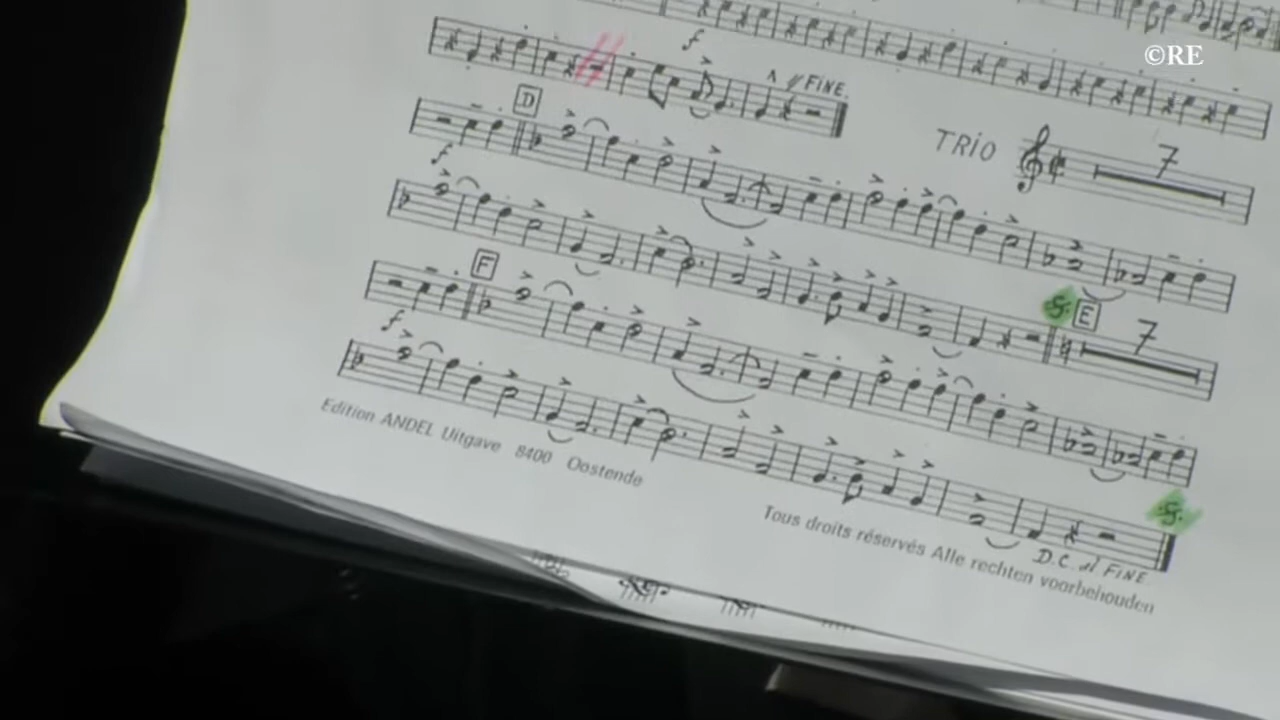 ©RE
f
FINE.
D
TRIO
7
f
F
E
7
f
Edition ANDEL Uitgave 8400 Oostende
D.C. al FINE
Tous droits réservés Alle rechten voorbehouden